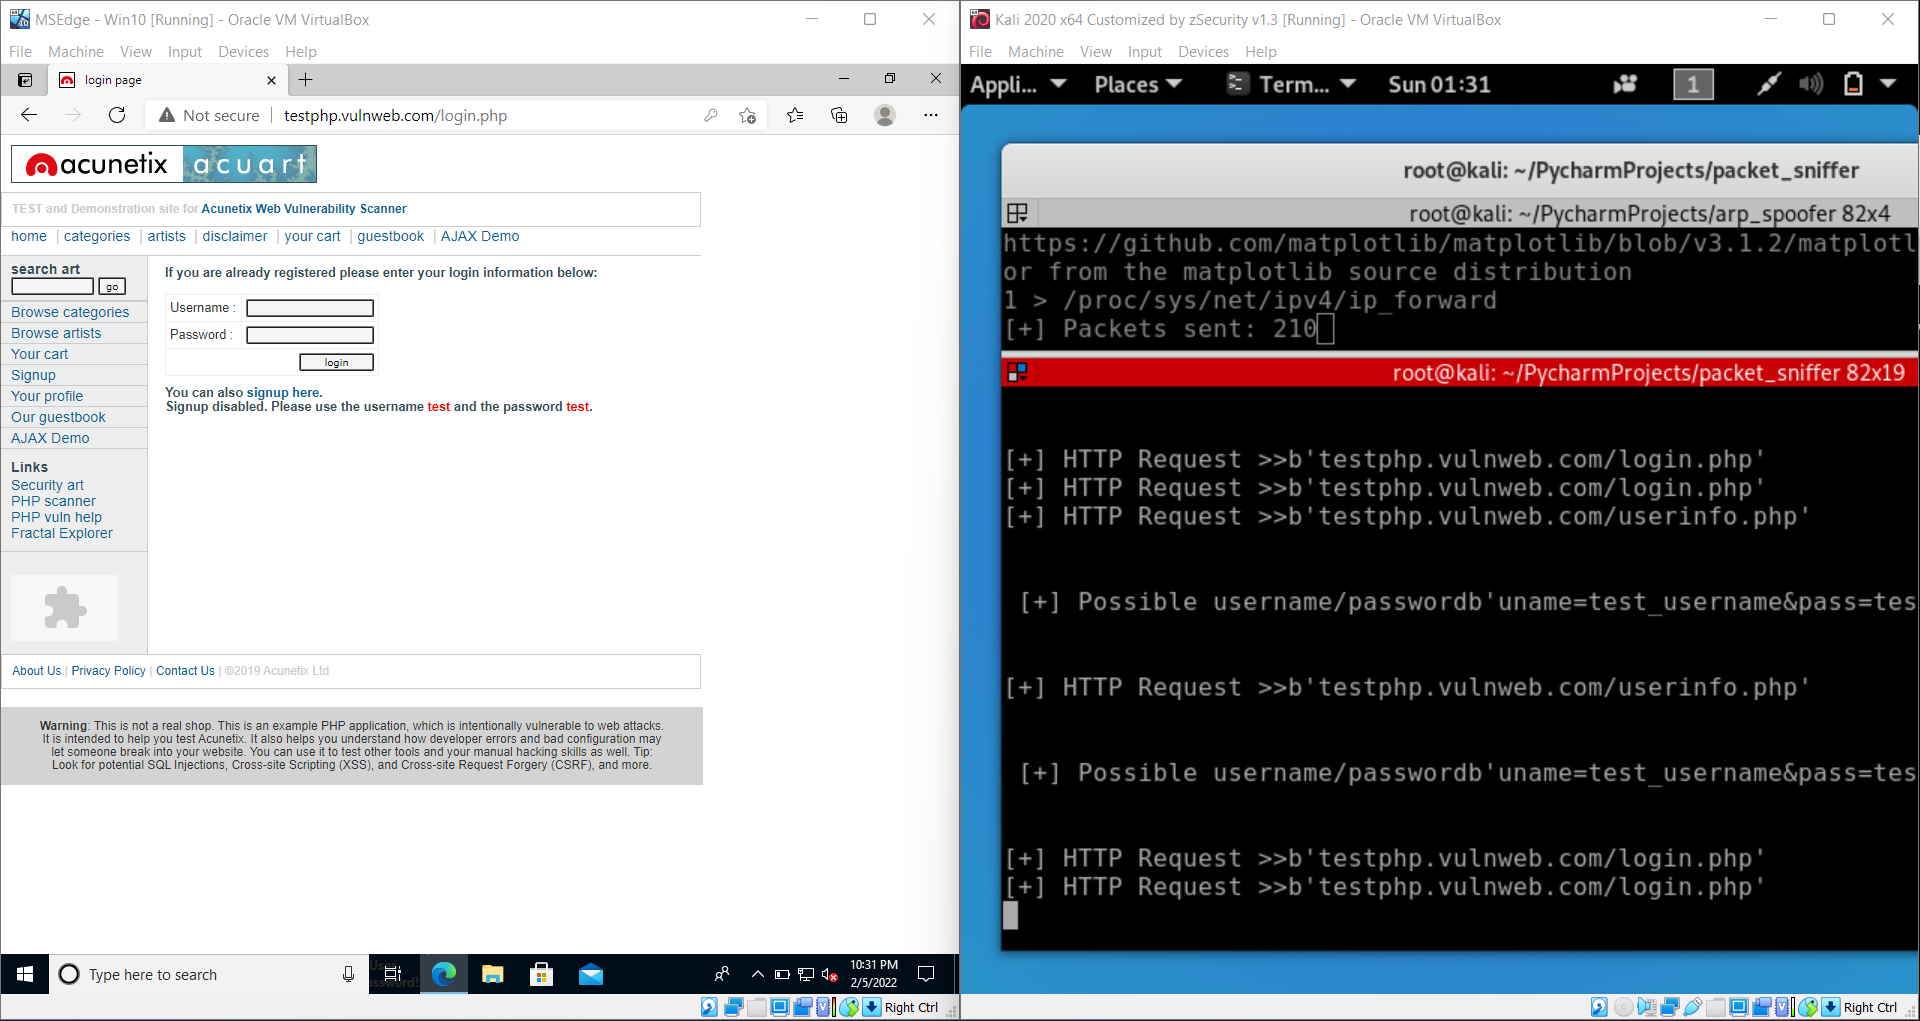 MSEdge - Win10 [Running] - Oracle VM VirtualBox
File Machine View Input Devices Help
login page
Not secure testphp.vulnweb.com/login.php
acunetix acuart
TEST and Demonstration site for Acunetix Web Vulnerability Scanner
home | categories | artists | disclaimer | your cart | guestbook | AJAX Demo
search art
go
Browse categories
Browse artists
Your cart
Signup
Your profile
Our guestbook
AJAX Demo
Links
Security art
PHP scanner
PHP vuln help
Fractal Explorer
If you are already registered please enter your login information below:
Username :
Password :
login
You can also signup here.
Signup disabled. Please use the username test and the password test.
About Us | Privacy Policy | Contact Us | ©2019 Acunetix Ltd
Warning: This is not a real shop. This is an example PHP application, which is intentionally vulnerable to web attacks.
It is intended to help you test Acunetix. It also helps you understand how developer errors and bad configuration may
let someone break into your website. You can use it to test other tools and your manual hacking skills as well. Tip:
Look for potential SQL Injections, Cross-site Scripting (XSS), and Cross-site Request Forgery (CSRF), and more.
Type here to search
10:31 PM
2/5/2022
Right Ctrl
Kali 2020 x64 Customized by zSecurity v1.3 [Running] - Oracle VM VirtualBox
File Machine View Input Devices Help
Appli... Places Term... Sun 01:31 1
root@kali: ~/PycharmProjects/packet_sniffer
root@kali: ~/PycharmProjects/arp_spoofer 82x4
https://github.com/matplotlib/matplotlib/blob/v3.1.2/matplotl
or from the matplotlib source distribution
1 > /proc/sys/net/ipv4/ip_forward
[+] Packets sent: 210
root@kali: ~/PycharmProjects/packet_sniffer 82x19
[+] HTTP Request >>b'testphp.vulnweb.com/login.php'
[+] HTTP Request >>b'testphp.vulnweb.com/login.php'
[+] HTTP Request >>b'testphp.vulnweb.com/userinfo.php'
[+] Possible username/passwordb'uname=test_username&pass=tes
[+] HTTP Request >>b'testphp.vulnweb.com/userinfo.php'
[+] Possible username/passwordb'uname=test_username&pass=tes
[+] HTTP Request >>b'testphp.vulnweb.com/login.php'
[+] HTTP Request >>b'testphp.vulnweb.com/login.php'
Right Ctrl